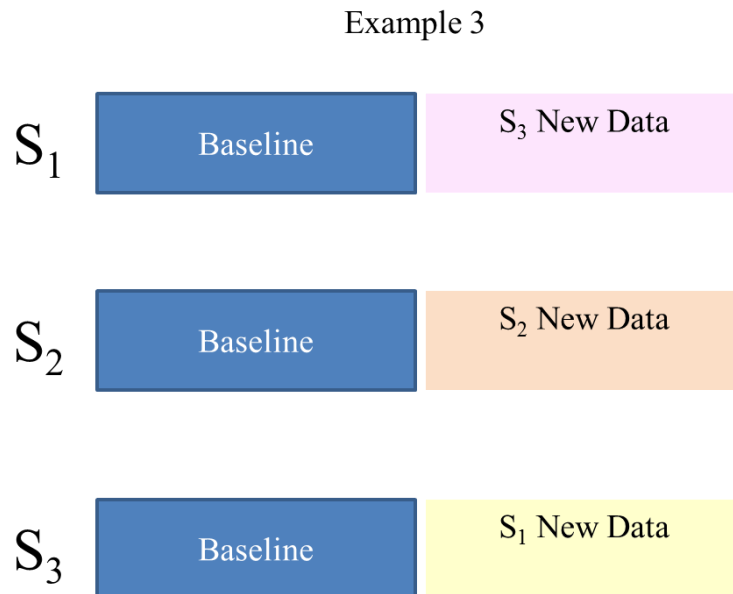 Example 3
S₁ Baseline S₃ New Data
S₂ Baseline S₂ New Data
S₃ Baseline S₁ New Data